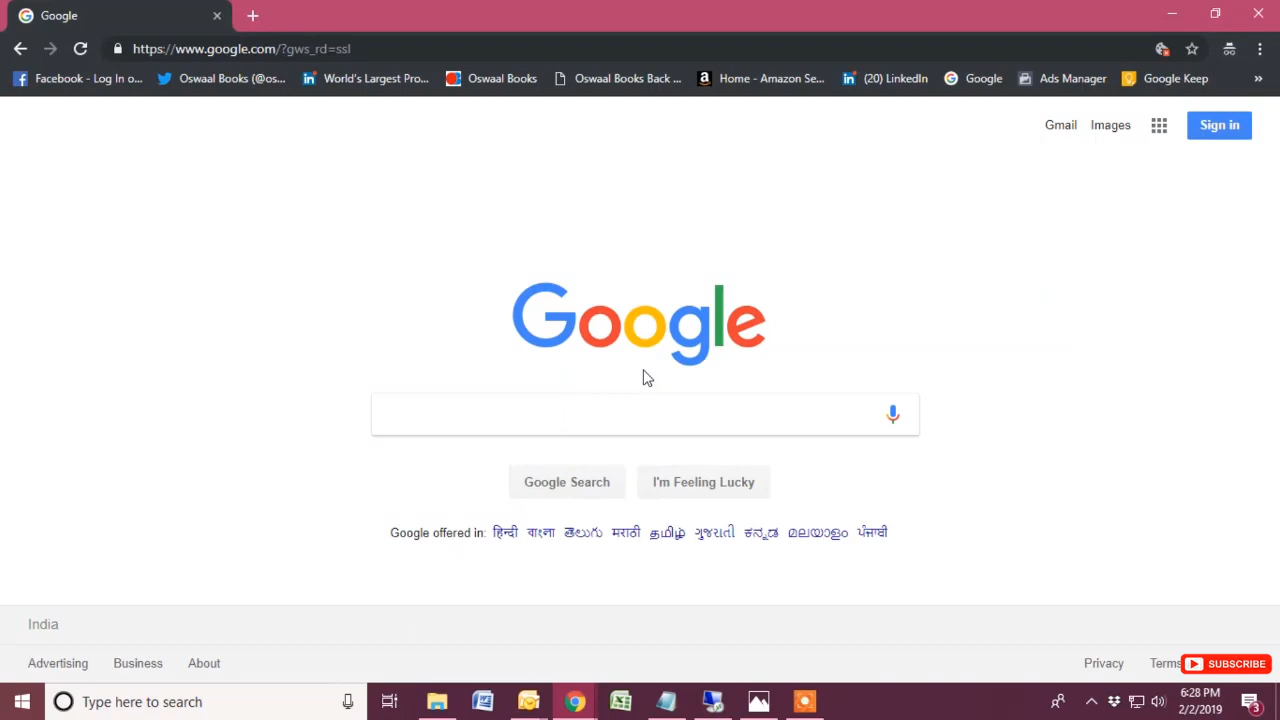 Google
https://www.google.com/?gws_rd=ssl
Facebook - Log In o... Oswaal Books (@os... World's Largest Pro... Oswaal Books Oswaal Books Back ... Home - Amazon Se... (20) LinkedIn Google Ads Manager Google Keep »
Gmail Images Sign in
Google
Google Search I'm Feeling Lucky
Google offered in: हिन्दी বাংলা తెలుగు मराठी தமிழ் ગુજરાતી ಕನ್ನಡ മലയാളം ਪੰਜਾਬੀ
India
Advertising Business About Privacy Terms SUBSCRIBE
Type here to search 6:28 PM
2/2/2019 3